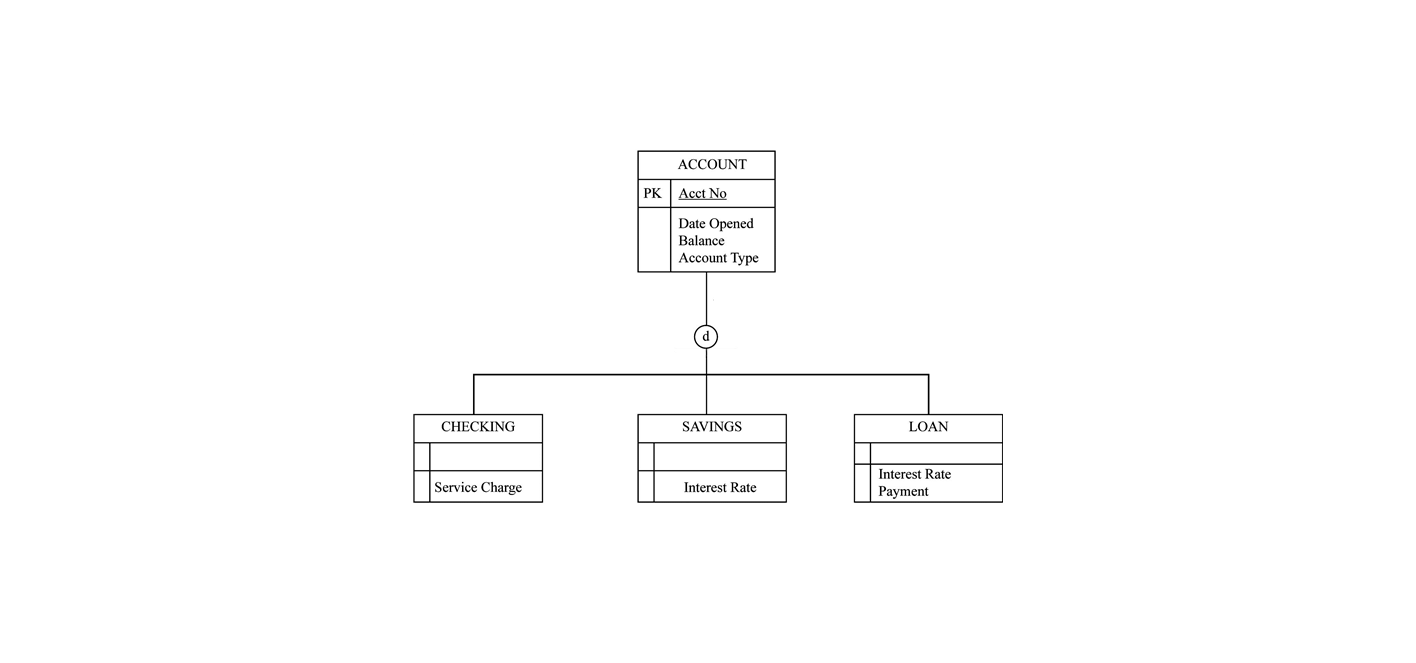 ACCOUNT
PK Acct No
Date Opened
Balance
Account Type
d
CHECKING
Service Charge
SAVINGS
Interest Rate
LOAN
Interest Rate
Payment